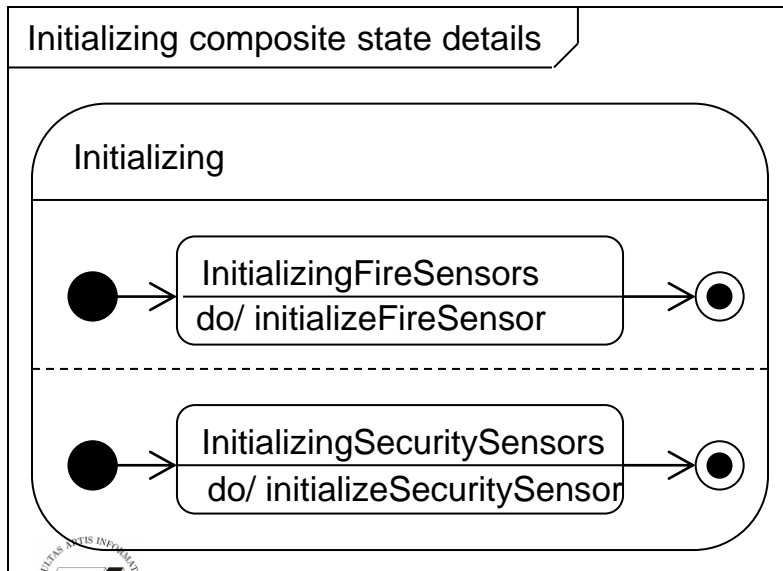 Initializing composite state details
Initializing
InitializingFireSensors
do/ initializeFireSensor
InitializingSecuritySensors
do/ initializeSecuritySensor